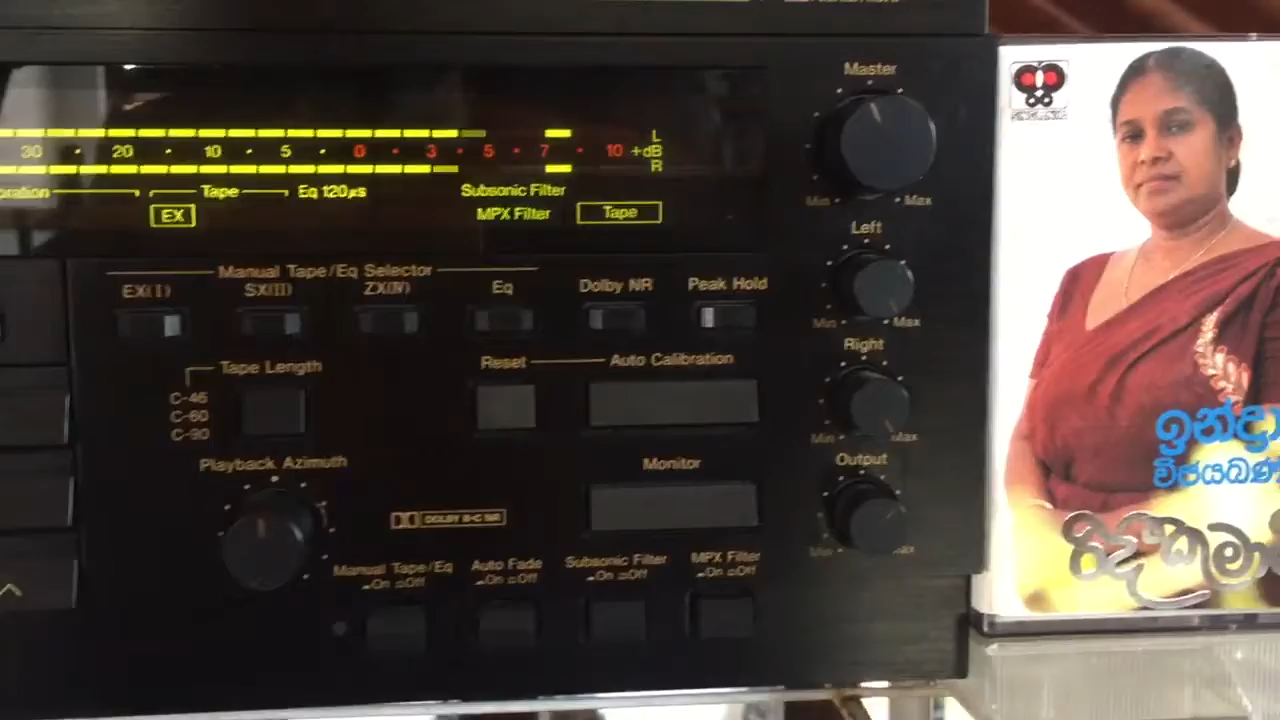 Master
L
30 · 20 · 10 · 5 · 0 · 3 · 5 · 7 · 10 +dB
R
Tape Eq 120µs Subsonic Filter
EX MPX Filter Tape
Min Max
Left
Manual Tape/Eq Selector
EX(I) SX(II) ZX(IV) Eq Dolby NR Peak Hold
Min Max
Right
Tape Length Reset Auto Calibration
C-46
C-60
C-90
Min Max
Playback Azimuth Monitor Output
DOLBY B-C NR
Min
Manual Tape/Eq Auto Fade Subsonic Filter MPX Filter
On Off On Off On Off On Off
ඉන්ද්‍රා